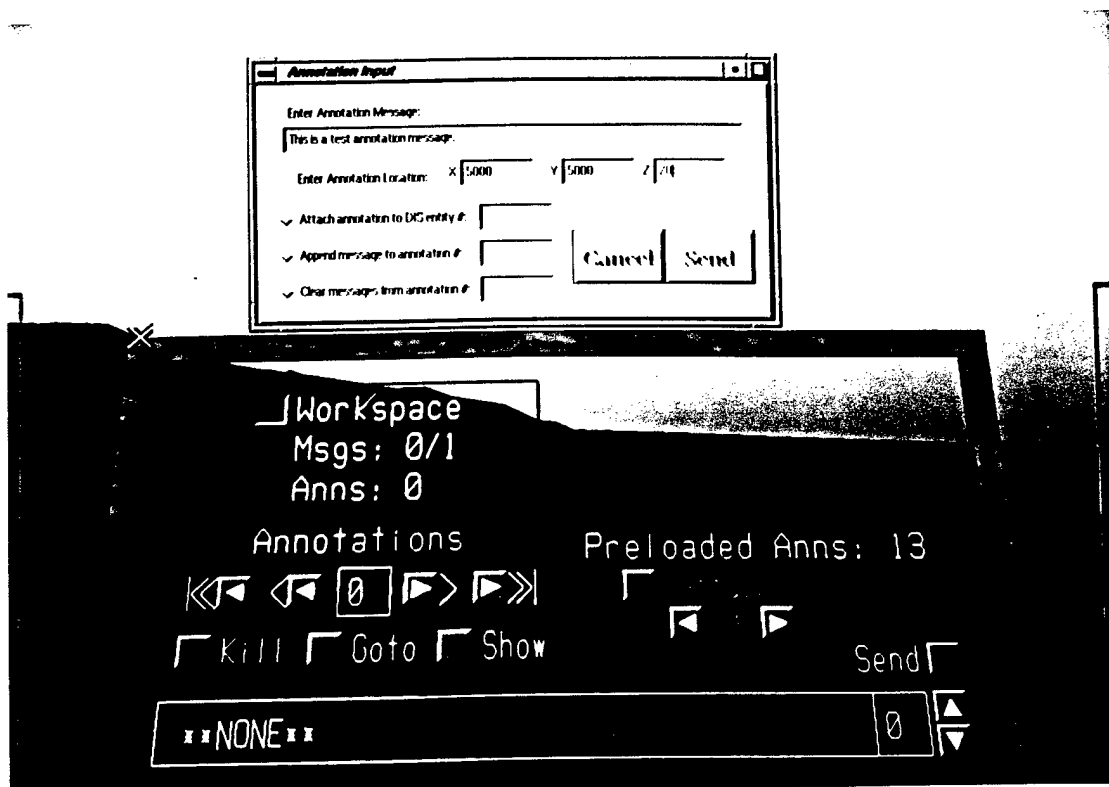 Annotation Input
Enter Annotation Message:
This is a test annotation message.
Enter Annotation Location: X 5000 Y 5000 Z
Attach annotation to DIS entity #:
Append message to annotation #:
Cancel Send
Clear messages from annotation #:
Workspace
Msgs: 0/1
Anns: 0
Annotations
Preloaded Anns: 13
0
Kill Goto Show
Send
**NONE** 0